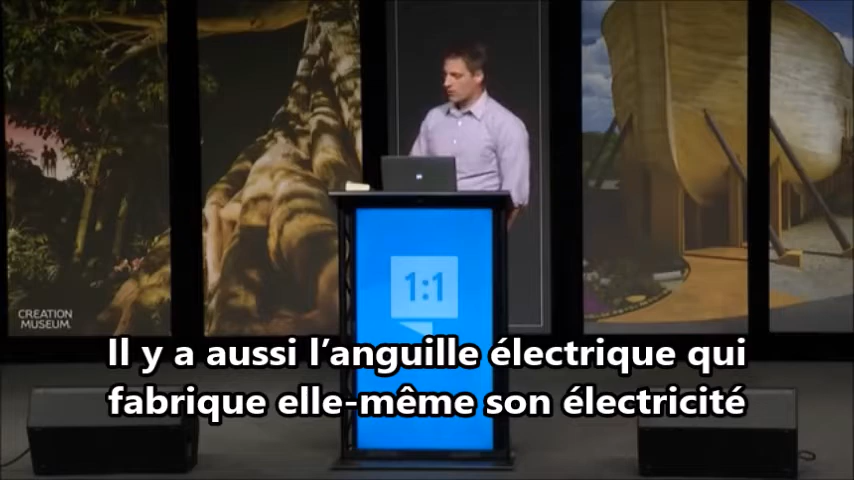 1:1
CREATION
MUSEUM
Il y a aussi l’anguille électrique qui
fabrique elle-même son électricité